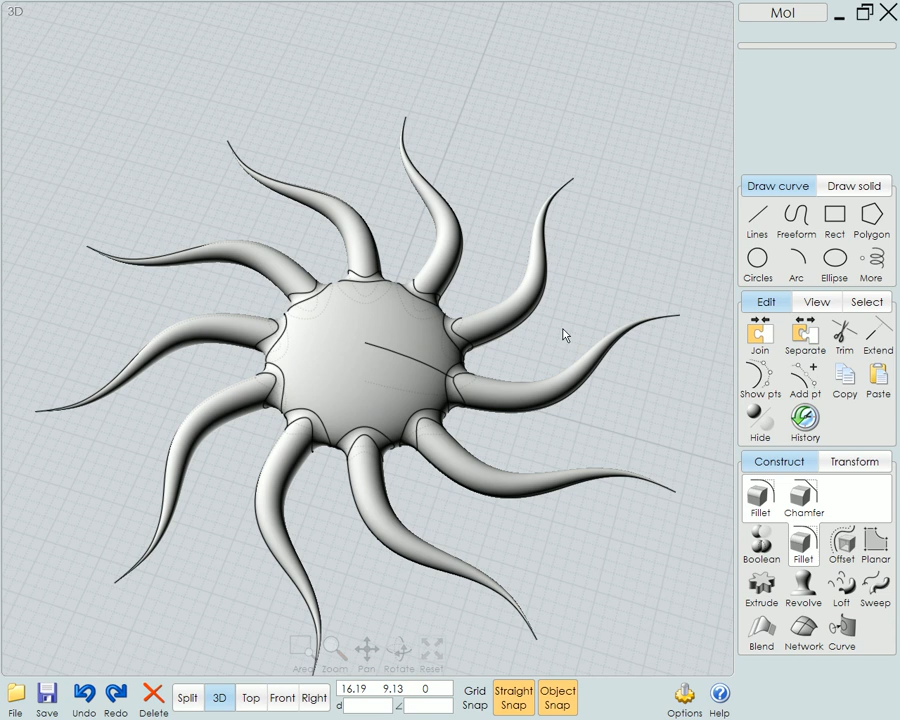 3D
MoI
Draw curve Draw solid
Lines Freeform Rect Polygon
Circles Arc Ellipse More
Edit View Select
Join Separate Trim Extend
Show pts Add pt Copy Paste
Hide History
Construct Transform
Fillet Chamfer
Boolean Fillet Offset Planar
Extrude Revolve Loft Sweep
Blend Network Curve
Area Zoom Pan Rotate Reset
File Save Undo Redo Delete
Split 3D Top Front Right
16.19 9.13 0
d
Grid Snap
Straight Snap
Object Snap
Options Help